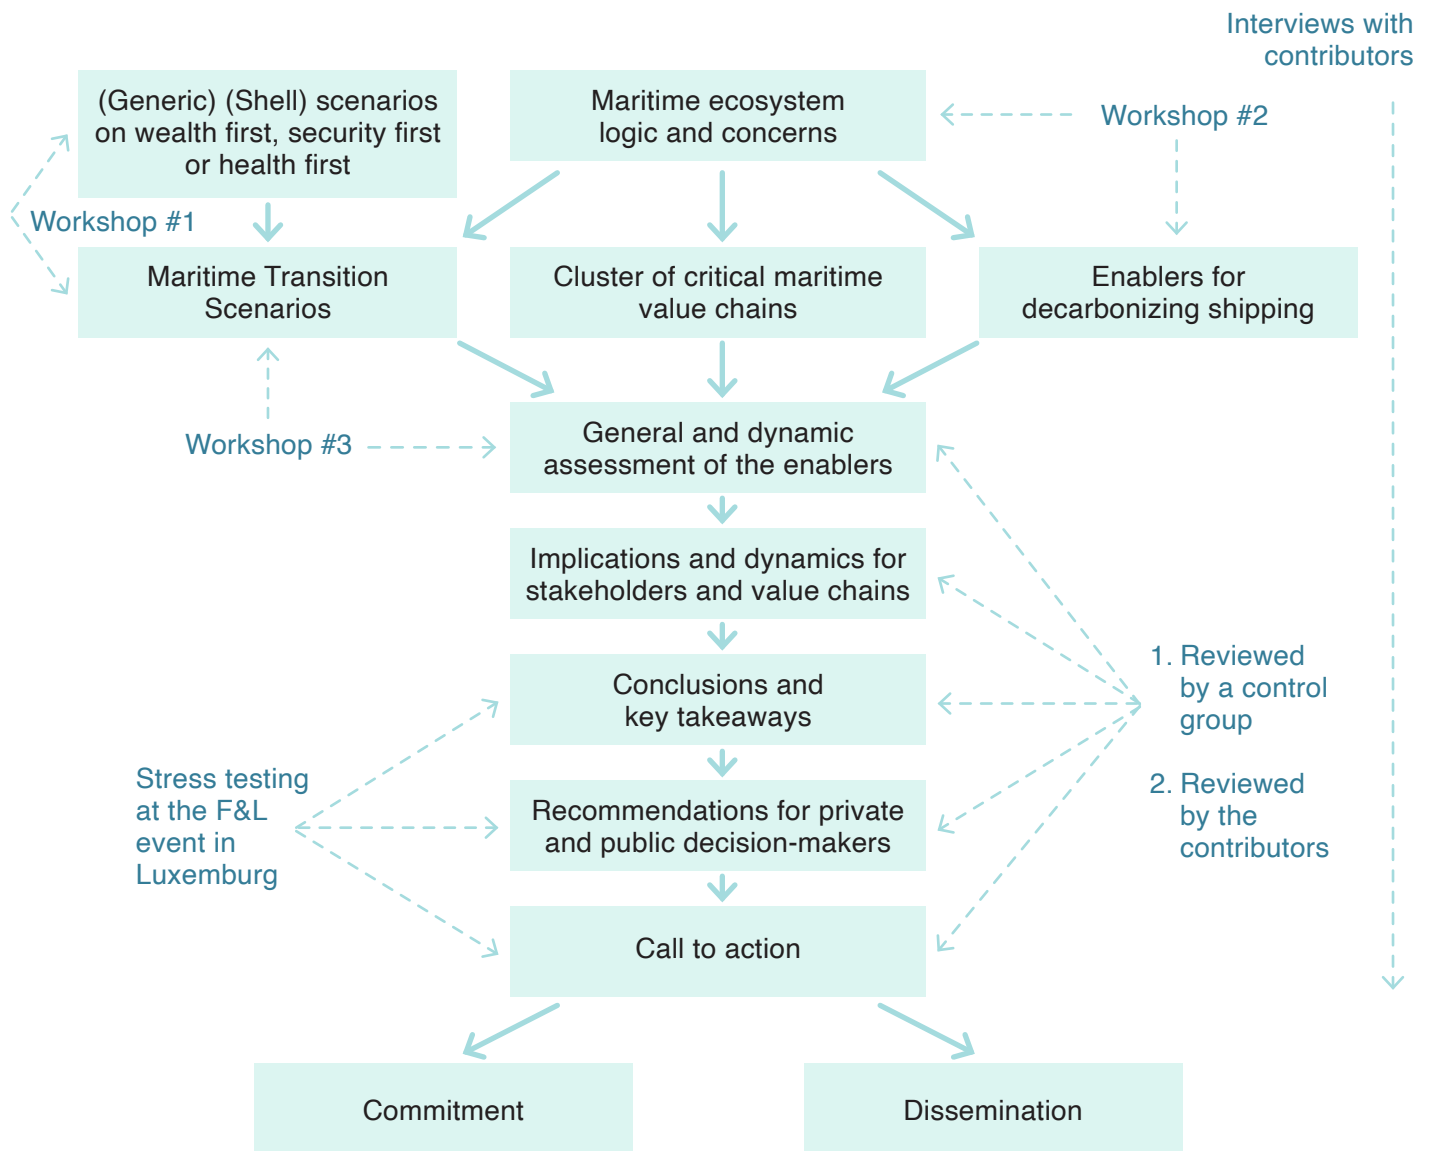 Interviews with
contributors
(Generic) (Shell) scenarios
on wealth first, security first
or health first
Maritime ecosystem
logic and concerns
Workshop #2
Workshop #1
Maritime Transition
Scenarios
Cluster of critical maritime
value chains
Enablers for
decarbonizing shipping
Workshop #3
General and dynamic
assessment of the enablers
Implications and dynamics for
stakeholders and value chains
Conclusions and
key takeaways
1. Reviewed
by a control
group
2. Reviewed
by the
contributors
Stress testing
at the F&L
event in
Luxemburg
Recommendations for private
and public decision-makers
Call to action
Commitment
Dissemination